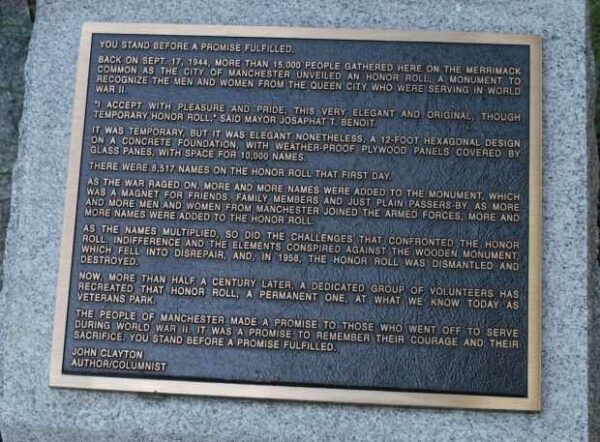 YOU STAND BEFORE A PROMISE FULFILLED.
BACK ON SEPT. 17, 1944, MORE THAN 15,000 PEOPLE GATHERED HERE ON THE MERRIMACK
COMMON AS THE CITY OF MANCHESTER UNVEILED AN HONOR ROLL, A MONUMENT TO
RECOGNIZE THE MEN AND WOMEN FROM THE QUEEN CITY WHO WERE SERVING IN WORLD
WAR II.
"I ACCEPT WITH PLEASURE AND PRIDE, THIS VERY ELEGANT AND ORIGINAL, THOUGH
TEMPORARY HONOR ROLL," SAID MAYOR JOSAPHAT T. BENOIT.
IT WAS TEMPORARY, BUT IT WAS ELEGANT NONETHELESS, A 12-FOOT HEXAGONAL DESIGN
ON A CONCRETE FOUNDATION, WITH WEATHER-PROOF PLYWOOD PANELS COVERED BY
GLASS PANES, WITH SPACE FOR 10,000 NAMES.
THERE WERE 8,517 NAMES ON THE HONOR ROLL THAT FIRST DAY.
AS THE WAR RAGED ON, MORE AND MORE NAMES WERE ADDED TO THE MONUMENT, WHICH
WAS A MAGNET FOR FRIENDS, FAMILY MEMBERS AND JUST PLAIN PASSERS-BY. AS MORE
AND MORE MEN AND WOMEN FROM MANCHESTER JOINED THE ARMED FORCES, MORE AND
MORE NAMES WERE ADDED TO THE HONOR ROLL.
AS THE NAMES MULTIPLIED, SO DID THE CHALLENGES THAT CONFRONTED THE HONOR
ROLL. INDIFFERENCE AND THE ELEMENTS CONSPIRED AGAINST THE WOODEN MONUMENT,
WHICH FELL INTO DISREPAIR, AND, IN 1958, THE HONOR ROLL WAS DISMANTLED AND
DESTROYED.
NOW, MORE THAN HALF A CENTURY LATER, A DEDICATED GROUP OF VOLUNTEERS HAS
RECREATED THAT HONOR ROLL, A PERMANENT ONE, AT WHAT WE KNOW TODAY AS
VETERANS PARK.
THE PEOPLE OF MANCHESTER MADE A PROMISE TO THOSE WHO WENT OFF TO SERVE
DURING WORLD WAR II. IT WAS A PROMISE TO REMEMBER THEIR COURAGE AND THEIR
SACRIFICE. YOU STAND BEFORE A PROMISE FULFILLED.
JOHN CLAYTON
AUTHOR/COLUMNIST